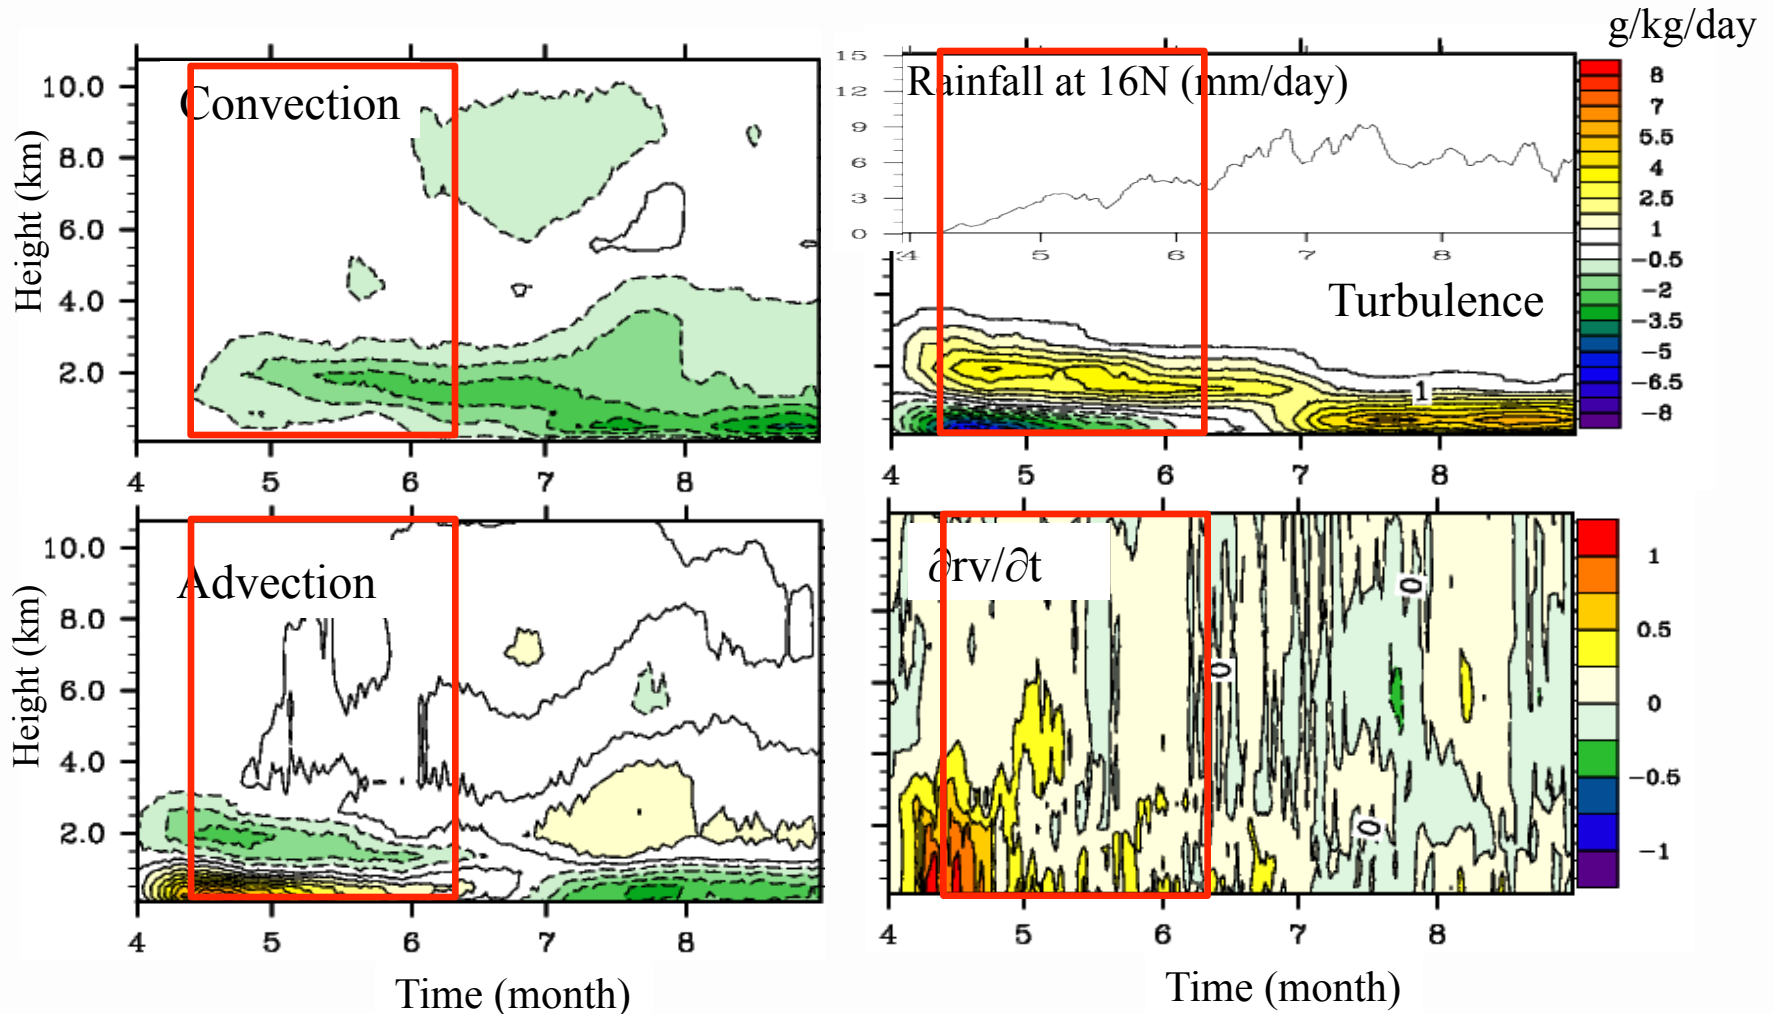 g/kg/day
Convection
Height (km)
10.0
8.0
6.0
4.0
2.0
4 5 6 7 8
Rainfall at 16N (mm/day)
15
12
9
6
3
0
4 5 6 7 8
Turbulence
1
4 5 6 7 8
8
7
5.5
4
2.5
1
-0.5
-2
-3.5
-5
-6.5
-8
Advection
Height (km)
10.0
8.0
6.0
4.0
2.0
4 5 6 7 8
Time (month)
∂rv/∂t
0
0
0
4 5 6 7 8
Time (month)
1
0.5
0
-0.5
-1